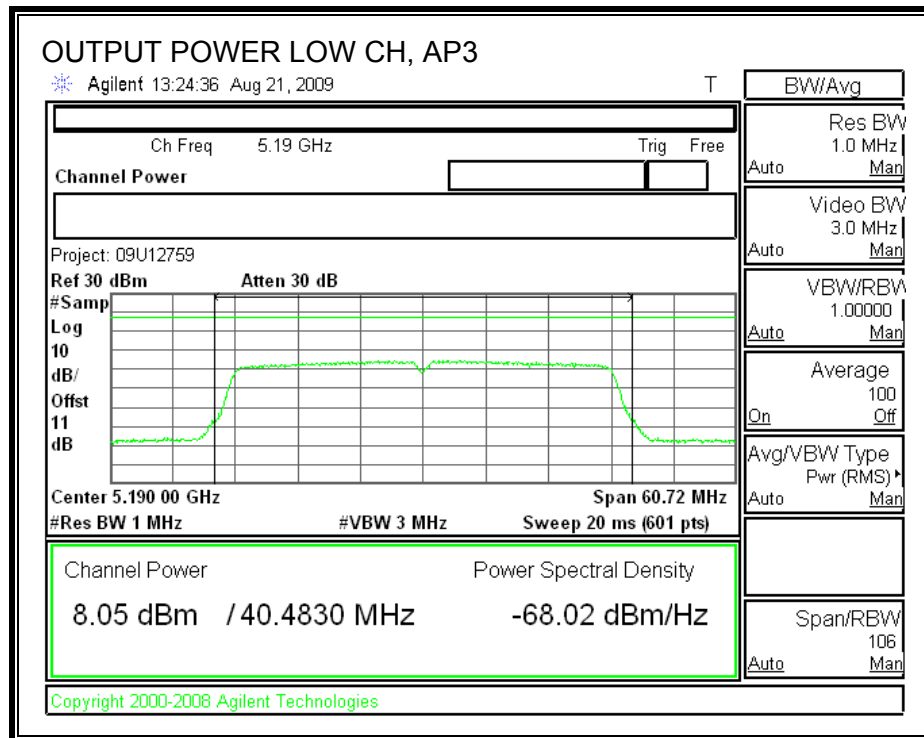 OUTPUT POWER LOW CH, AP3
Agilent 13:24:36 Aug 21, 2009 T
BW/Avg
Ch Freq 5.19 GHz Trig Free
Channel Power
Res BW
1.0 MHz
Auto Man
Video BW
3.0 MHz
Auto Man
VBW/RBW
1.00000
Auto Man
Average
100
On Off
Avg/VBW Type
Pwr (RMS)
Auto Man
Span/RBW
106
Auto Man
Project: 09U12759
Ref 30 dBm Atten 30 dB
#Samp
Log
10
dB/
Offst
11
dB
Center 5.190 00 GHz Span 60.72 MHz
#Res BW 1 MHz #VBW 3 MHz Sweep 20 ms (601 pts)
Channel Power Power Spectral Density
8.05 dBm / 40.4830 MHz -68.02 dBm/Hz
Copyright 2000-2008 Agilent Technologies